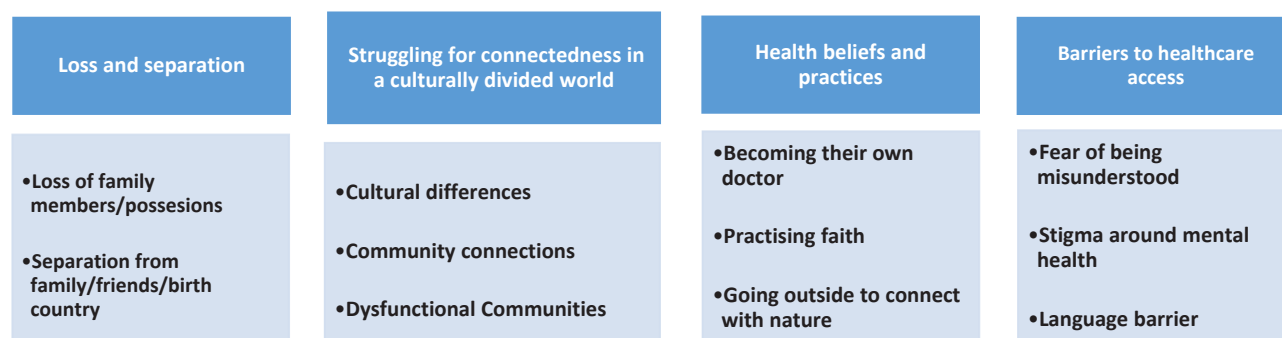 Loss and separation
•Loss of family
members/possesions
•Separation from
family/friends/birth
country
Struggling for connectedness in
a culturally divided world
•Cultural differences
•Community connections
•Dysfunctional Communities
Health beliefs and
practices
•Becoming their own
doctor
•Practising faith
•Going outside to connect
with nature
Barriers to healthcare
access
•Fear of being
misunderstood
•Stigma around mental
health
•Language barrier